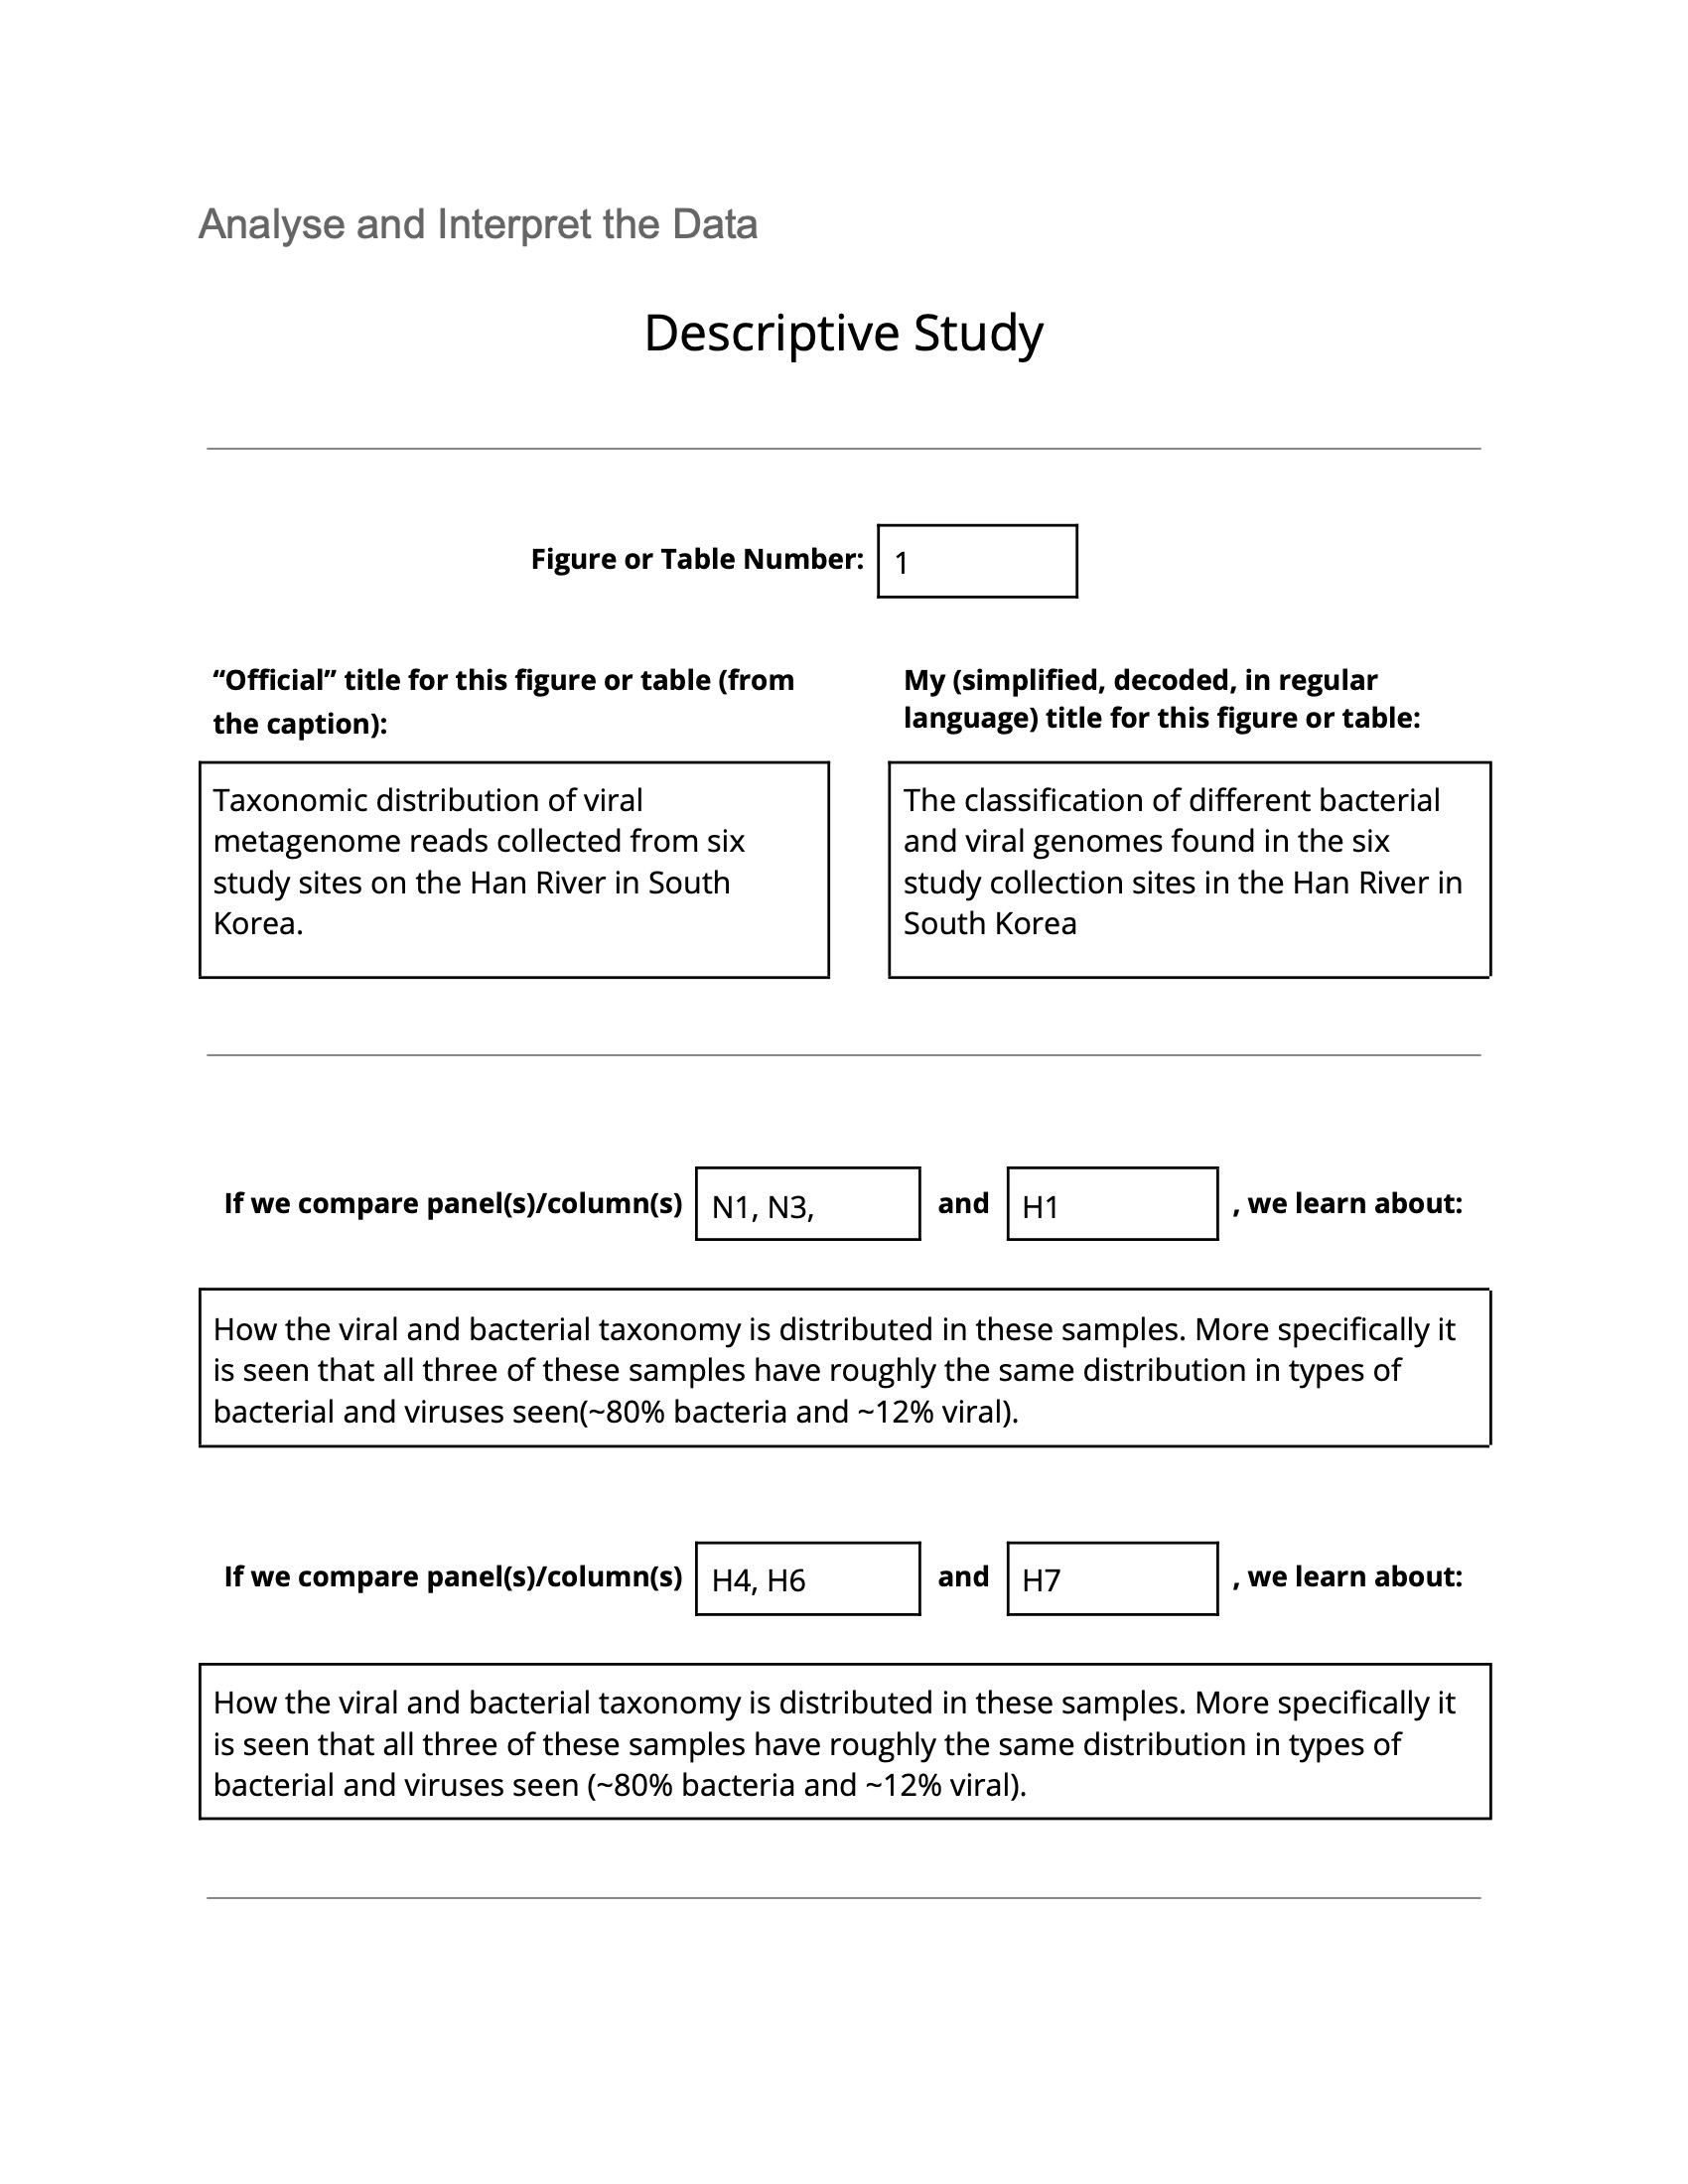 Analyse and Interpret the Data
Descriptive Study
Figure or Table Number: 1
“Official” title for this figure or table (from
the caption):
Taxonomic distribution of viral
metagenome reads collected from six
study sites on the Han River in South
Korea.
My (simplified, decoded, in regular
language) title for this figure or table:
The classification of different bacterial
and viral genomes found in the six
study collection sites in the Han River in
South Korea
If we compare panel(s)/column(s) N1, N3, and H1 , we learn about:
How the viral and bacterial taxonomy is distributed in these samples. More specifically it
is seen that all three of these samples have roughly the same distribution in types of
bacterial and viruses seen(~80% bacteria and ~12% viral).
If we compare panel(s)/column(s) H4, H6 and H7 , we learn about:
How the viral and bacterial taxonomy is distributed in these samples. More specifically it
is seen that all three of these samples have roughly the same distribution in types of
bacterial and viruses seen (~80% bacteria and ~12% viral).